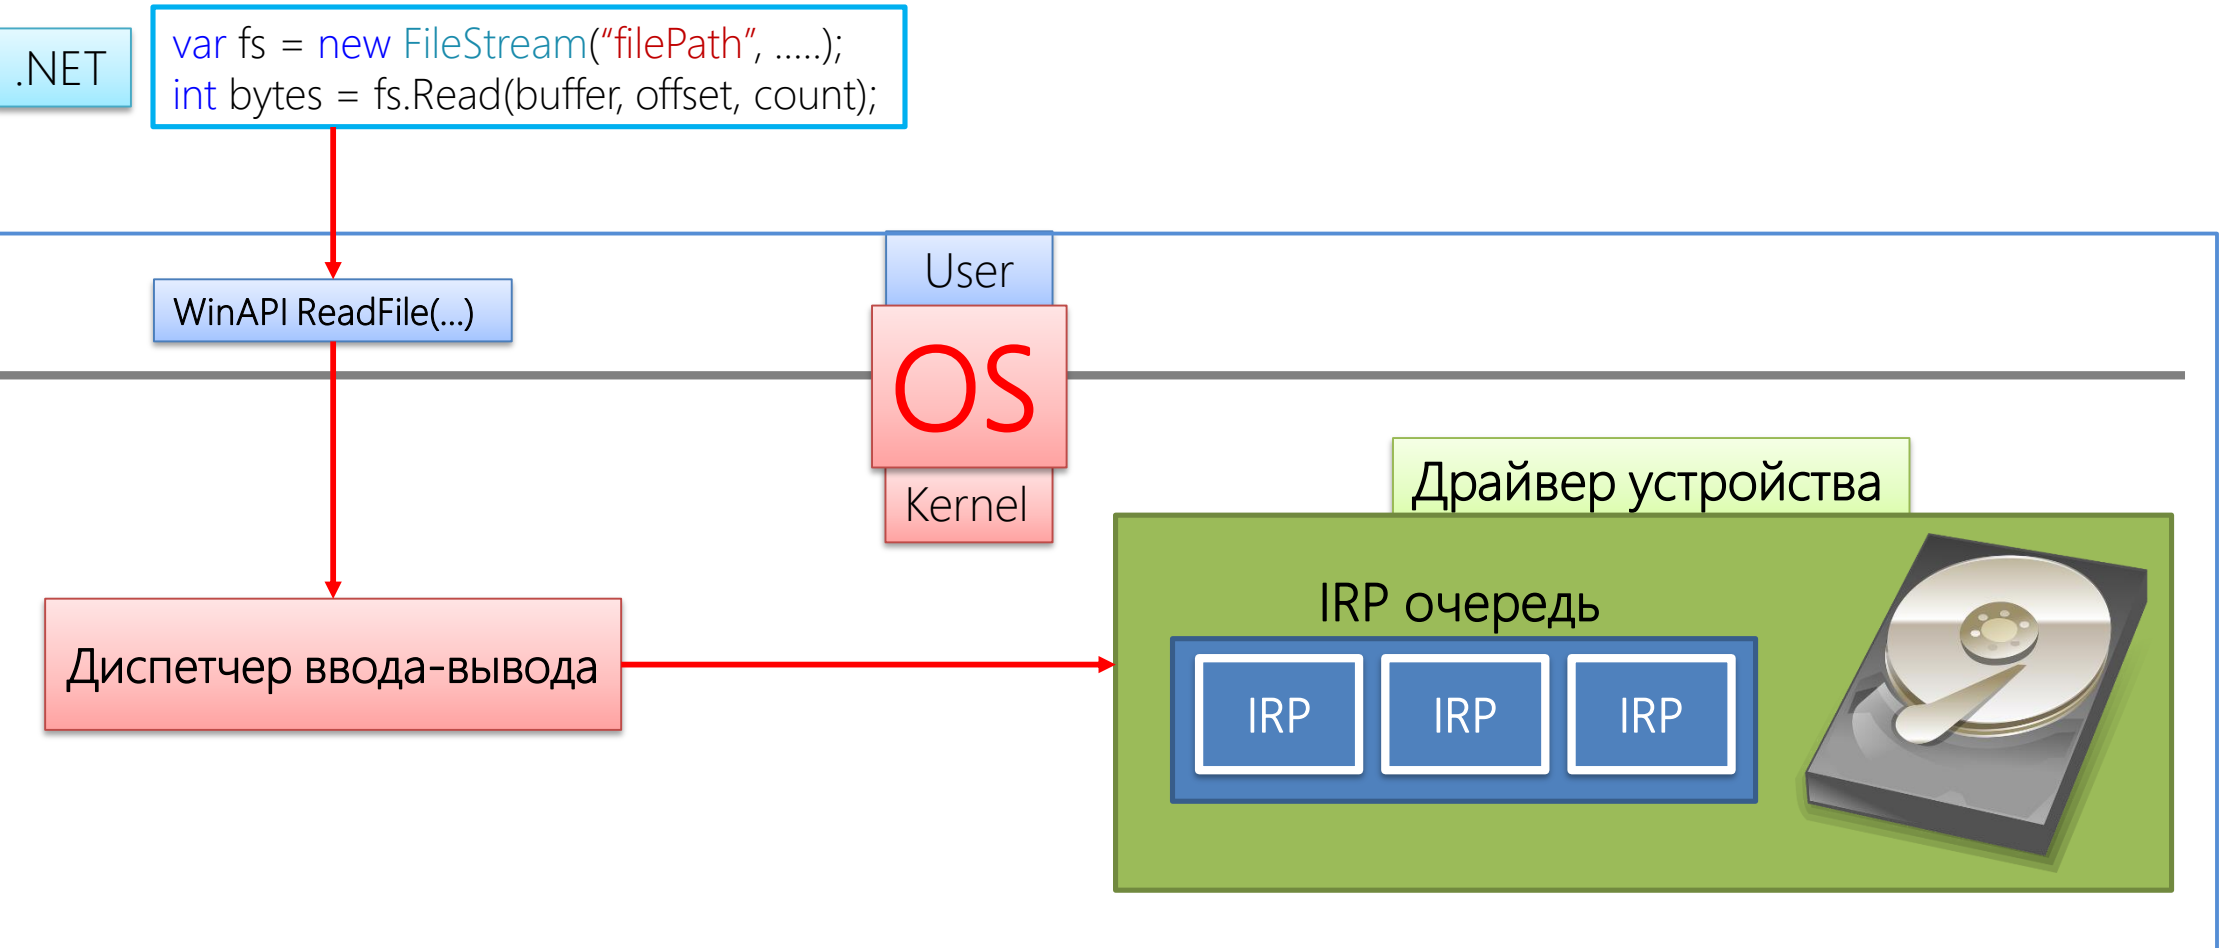 .NET
var fs = new FileStream(“filePath”, .....);
int bytes = fs.Read(buffer, offset, count);
User
WinAPI ReadFile(...)
OS
Kernel
Драйвер устройства
IRP очередь
Диспетчер ввода-вывода
IRP IRP IRP